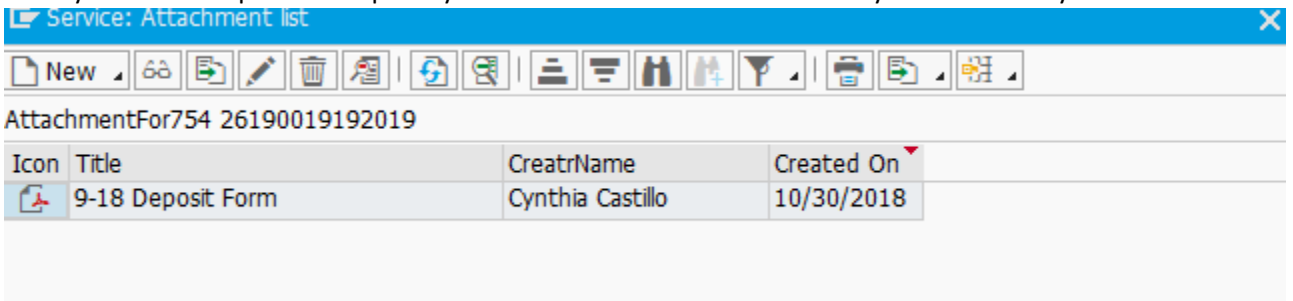 Service: Attachment list
New
AttachmentFor754 26190019192019
Icon Title CreatrName Created On
9-18 Deposit Form Cynthia Castillo 10/30/2018